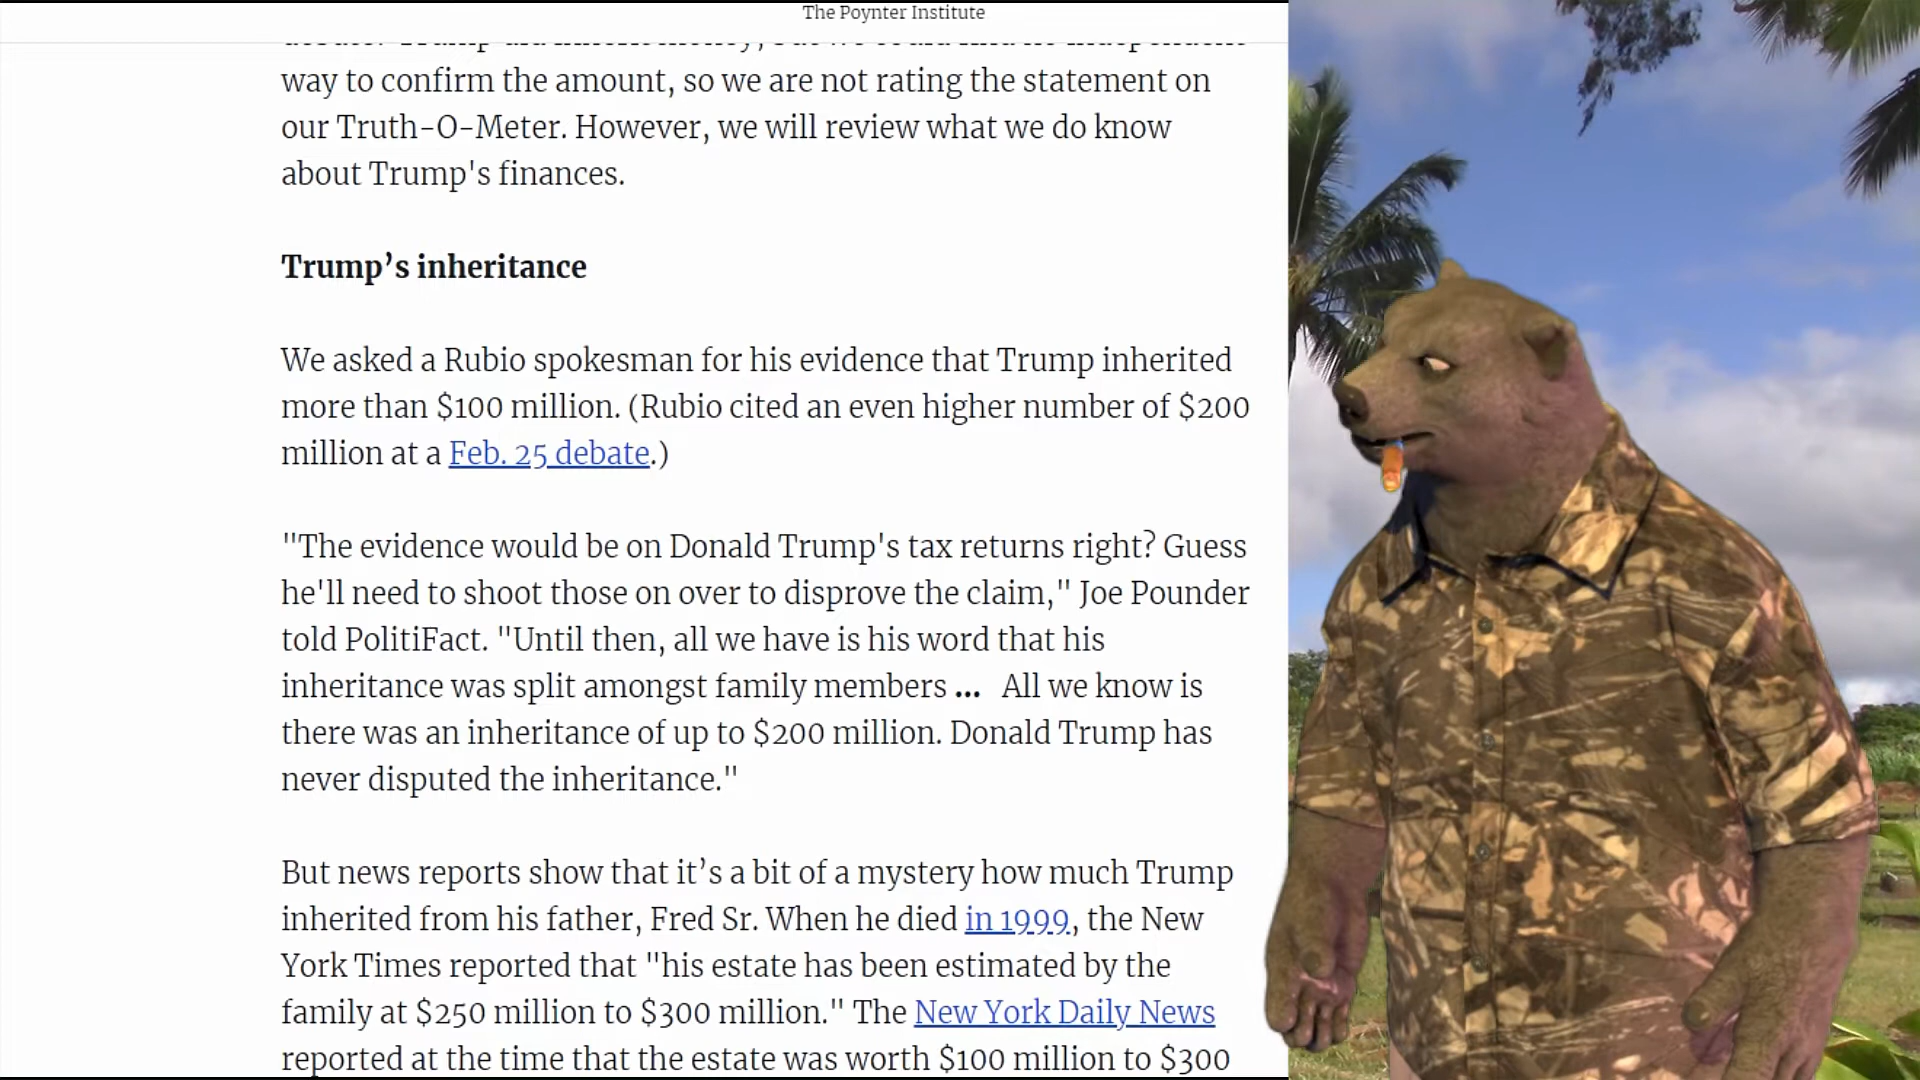 The Poynter Institute
way to confirm the amount, so we are not rating the statement on
our Truth-O-Meter. However, we will review what we do know
about Trump's finances.
Trump’s inheritance
We asked a Rubio spokesman for his evidence that Trump inherited
more than $100 million. (Rubio cited an even higher number of $200
million at a Feb. 25 debate.)
"The evidence would be on Donald Trump's tax returns right? Guess
he'll need to shoot those on over to disprove the claim," Joe Pounder
told PolitiFact. "Until then, all we have is his word that his
inheritance was split amongst family members ... All we know is
there was an inheritance of up to $200 million. Donald Trump has
never disputed the inheritance."
But news reports show that it’s a bit of a mystery how much Trump
inherited from his father, Fred Sr. When he died in 1999, the New
York Times reported that "his estate has been estimated by the
family at $250 million to $300 million." The New York Daily News
reported at the time that the estate was worth $100 million to $300